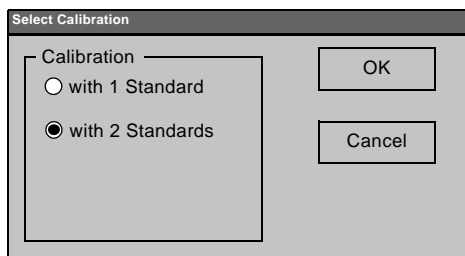 Select Calibration
Calibration
with 1 Standard
with 2 Standards
OK
Cancel